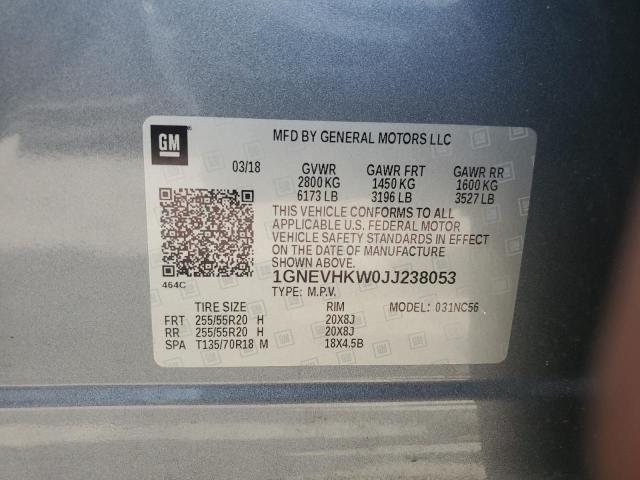 GM
MFD BY GENERAL MOTORS LLC
03/18 GVWR GAWR FRT GAWR RR
2800 KG 1450 KG 1600 KG
6173 LB 3196 LB 3527 LB
THIS VEHICLE CONFORMS TO ALL
APPLICABLE U.S. FEDERAL MOTOR
VEHICLE SAFETY STANDARDS IN EFFECT
ON THE DATE OF MANUFACTURE
SHOWN ABOVE.
1GNEVHKW0JJ238053
464C
TYPE: M.P.V.
TIRE SIZE RIM MODEL: 031NC56
FRT 255/55R20 H 20X8J
RR 255/55R20 H 20X8J
SPA T135/70R18 M 18X4.5B